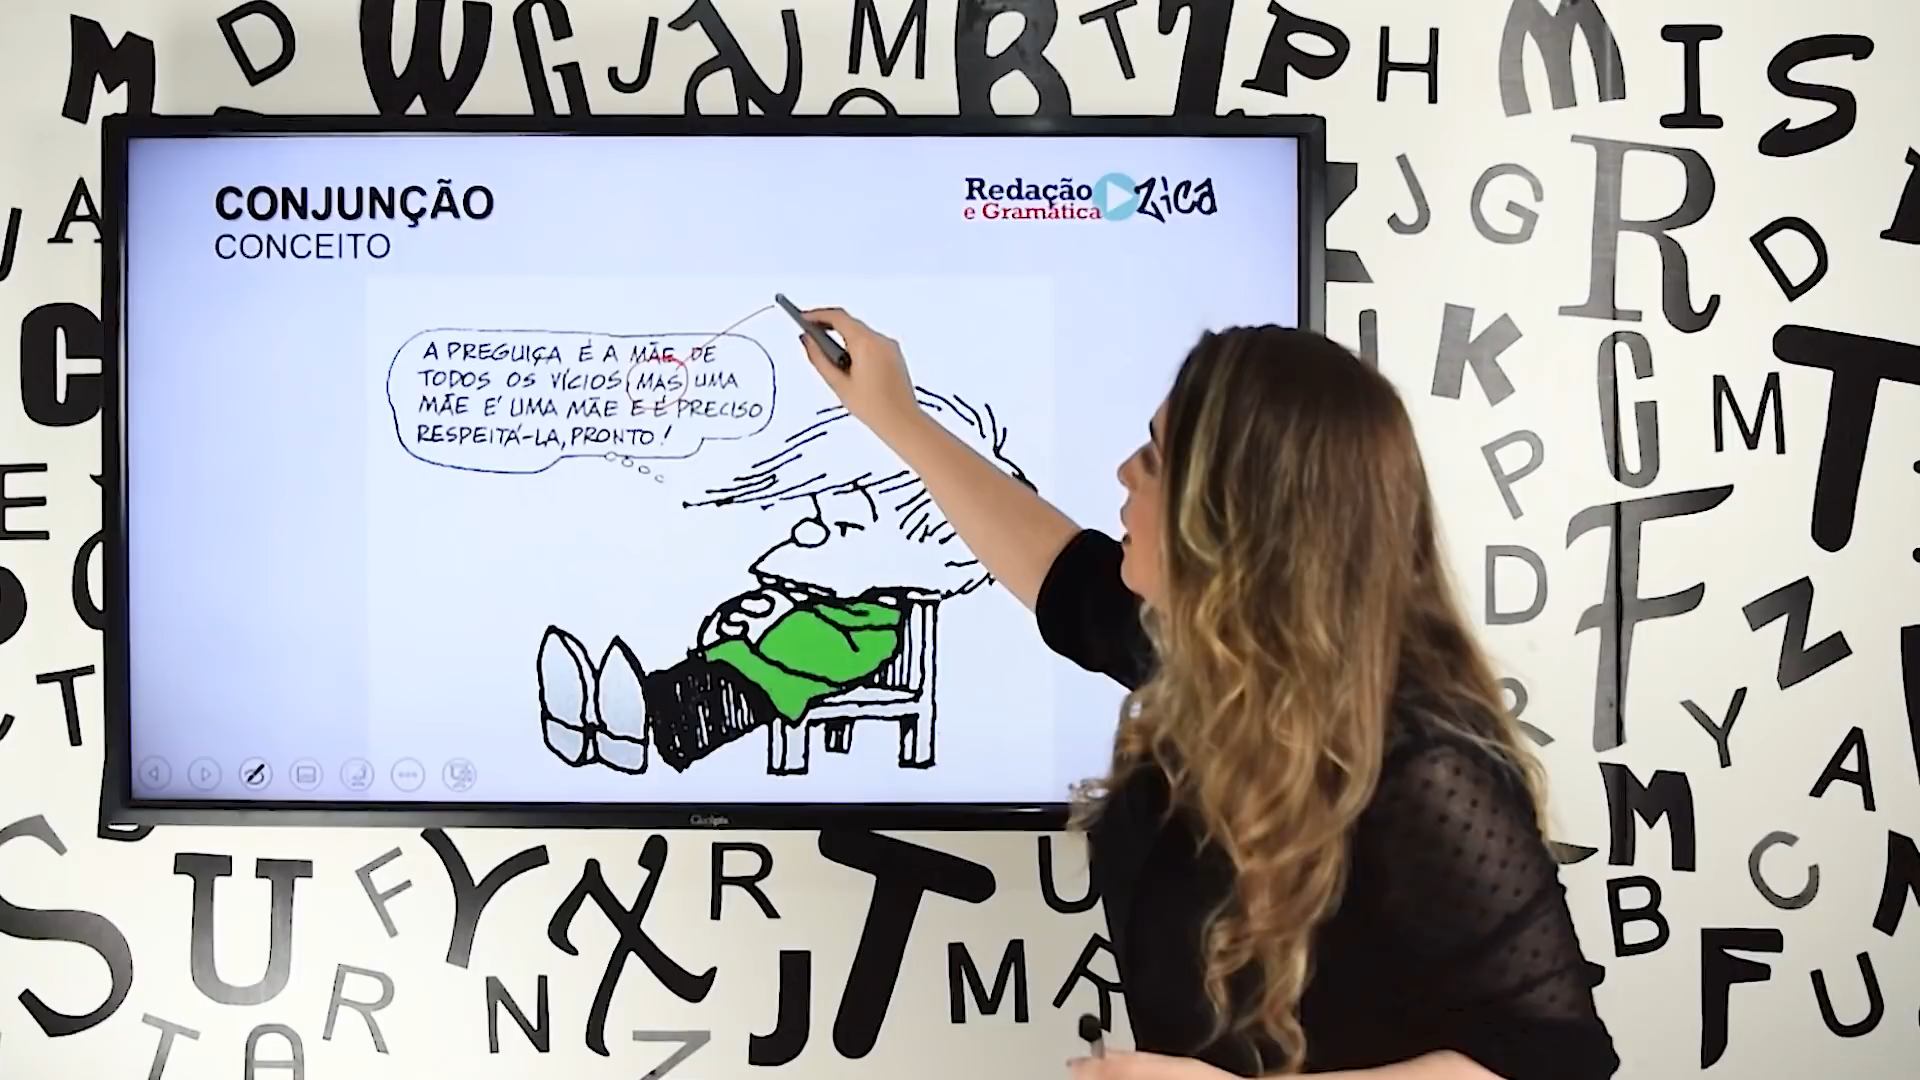 CONJUNÇÃO
CONCEITO
Redação
e Gramática
Zica
A PREGUIÇA É A MÃE DE
TODOS OS VÍCIOS, MAS UMA
MÃE É UMA MÃE E É PRECISO
RESPEITÁ-LA, PRONTO!